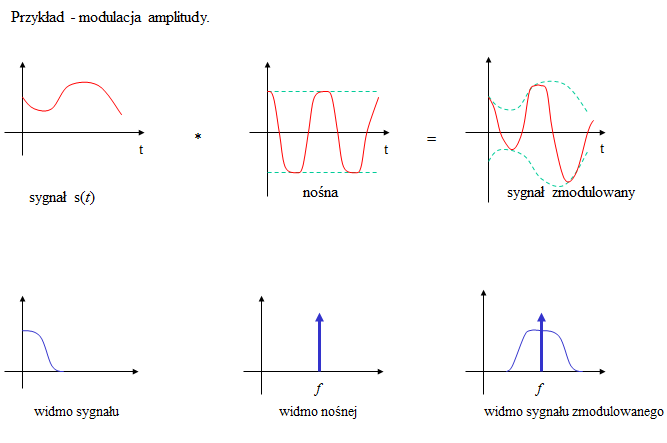 Przykład - modulacja amplitudy.
t
*
t
=
t
sygnał s(t)
nośna
sygnał zmodulowany
f
f
widmo sygnału
widmo nośnej
widmo sygnału zmodulowanego